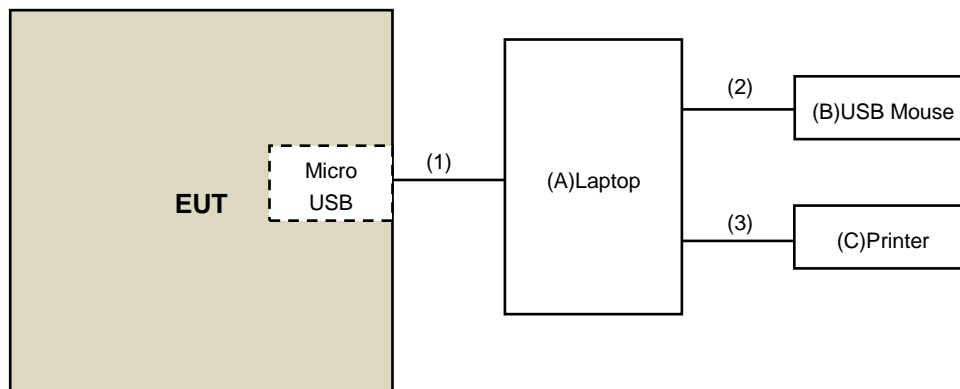 EUT
Micro
USB
(1)
(A)Laptop
(2)
(B)USB Mouse
(3)
(C)Printer